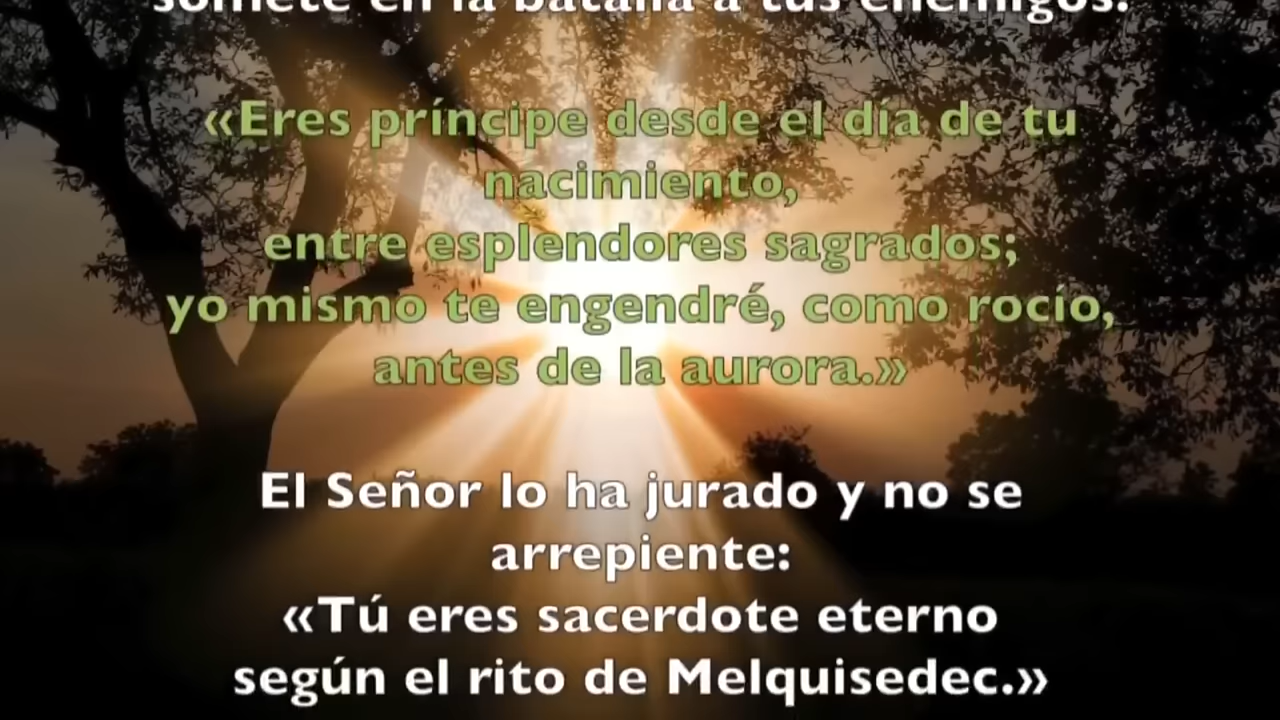 somete en la batalla a tus enemigos.
«Eres príncipe desde el día de tu
nacimiento,
entre esplendores sagrados;
yo mismo te engendré, como rocío,
antes de la aurora.»
El Señor lo ha jurado y no se
arrepiente:
«Tú eres sacerdote eterno
según el rito de Melquisedec.»